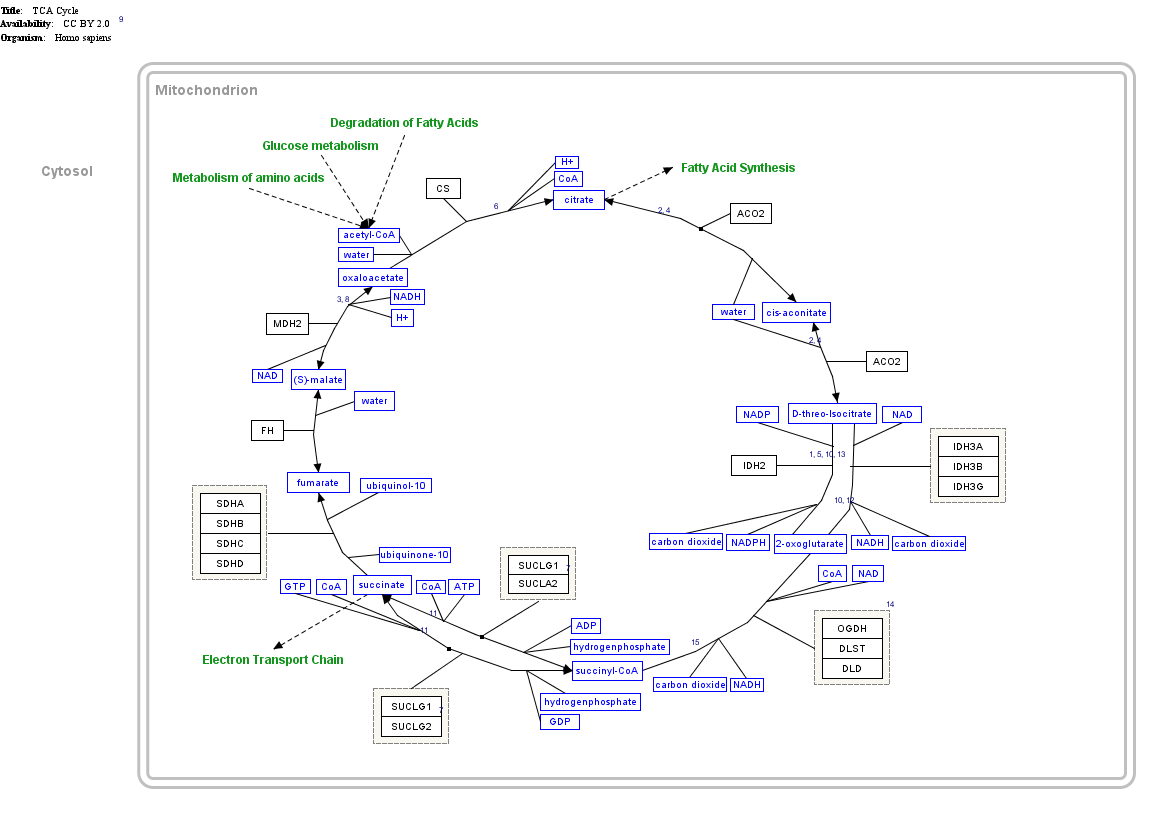 Title: TCA Cycle
Availability: CC BY 2.0 9
Organism: Homo sapiens
Mitochondrion
Cytosol
Degradation of Fatty Acids
Glucose metabolism
Metabolism of amino acids
H+
CoA
citrate
Fatty Acid Synthesis
CS
6
2, 4
ACO2
acetyl-CoA
water
oxaloacetate
NADH
3, 8
H+
MDH2
water
cis-aconitate
2, 4
ACO2
NAD
(S)-malate
water
FH
NADP
D-threo-Isocitrate
NAD
1, 5, 10, 13
IDH2
IDH3A
IDH3B
IDH3G
fumarate
ubiquinol-10
10, 12
SDHA
SDHB
SDHC
SDHD
carbon dioxide
NADPH
2-oxoglutarate
NADH
carbon dioxide
ubiquinone-10
SUCLG1 7
SUCLA2
CoA
NAD
GTP
CoA
succinate
CoA
ATP
11
11
14
OGDH
DLST
DLD
ADP
hydrogenphosphate
15
Electron Transport Chain
succinyl-CoA
carbon dioxide
NADH
SUCLG1 7
SUCLG2
hydrogenphosphate
GDP